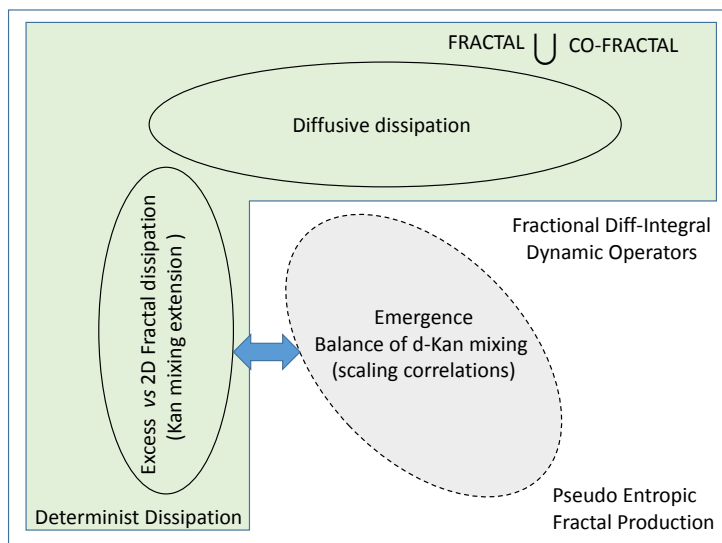 FRACTAL ⋃ CO-FRACTAL
Diffusive dissipation
Excess vs 2D Fractal dissipation
(Kan mixing extension )
Fractional Diff-Integral
Dynamic Operators
Emergence
Balance of d-Kan mixing
(scaling correlations)
Determinist Dissipation
Pseudo Entropic
Fractal Production